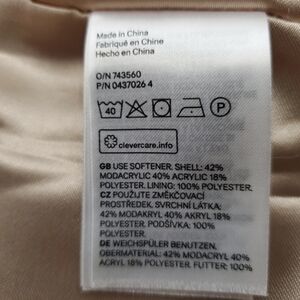 Made in China
Fabriqué en Chine
Hecho en China
O/N 743560
P/N 0437026 4
40
P
clevercare.info
GB USE SOFTENER. SHELL: 42%
MODACRYLIC 40% ACRYLIC 18%
POLYESTER. LINING: 100% POLYESTER.
CZ POUŽIJTE ZMĚKČOVACÍ
PROSTŘEDEK. SVRCHNÍ LÁTKA:
42% MODAKRYL 40% AKRYL 18%
POLYESTER. PODŠÍVKA: 100%
POLYESTER.
DE WEICHSPÜLER BENUTZEN.
OBERMATERIAL: 42% MODACRYL 40%
ACRYL 18% POLYESTER. FUTTER: 100%